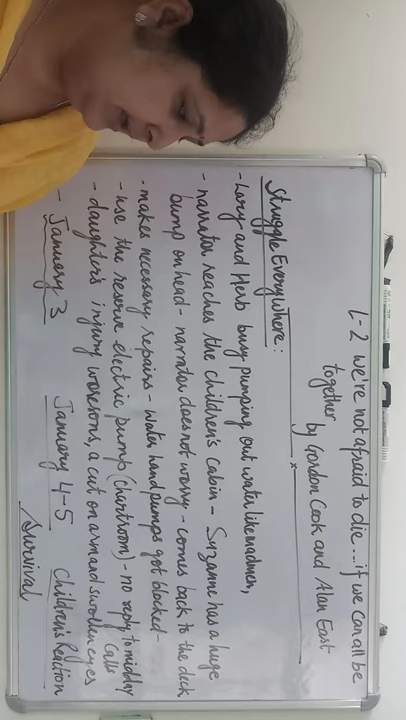 L-2 we're not afraid to die... if we can all be
together by Gordon Cook and Alan East
Struggle Everywhere:
- Larry and Herb busy pumping out water like madmen,
- narrator reaches the children's cabin - Suzanne has a huge
bump on head - narrator does not worry - comes back to the deck
- makes necessary repairs - water hand pumps got blocked -
- use the reserve electric pump (chartroom) - no reply to midday
calls
- daughter's injury worsens, a cut on arm and swollen eyes
- January 3 January 4-5 Children's Reaction
Survival